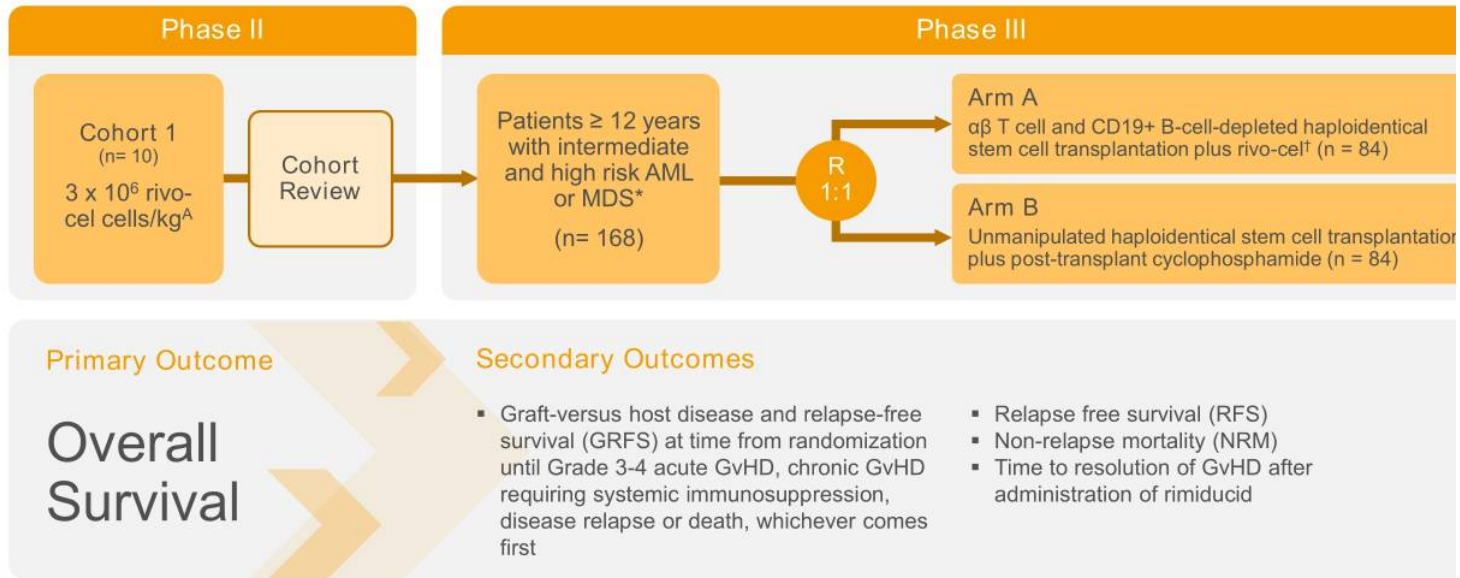 Phase II
Phase III
Cohort 1
(n= 10)
3 x 10⁶ rivo-
cel cells/kgᴬ
Cohort
Review
Patients ≥ 12 years
with intermediate
and high risk AML
or MDS*
(n= 168)
R
1:1
Arm A
αβ T cell and CD19+ B-cell-depleted haploidentical
stem cell transplantation plus rivo-cel† (n = 84)
Arm B
Unmanipulated haploidentical stem cell transplantation
plus post-transplant cyclophosphamide (n = 84)
Primary Outcome
Overall
Survival
Secondary Outcomes
▪ Graft-versus host disease and relapse-free
survival (GRFS) at time from randomization
until Grade 3-4 acute GvHD, chronic GvHD
requiring systemic immunosuppression,
disease relapse or death, whichever comes
first
▪ Relapse free survival (RFS)
▪ Non-relapse mortality (NRM)
▪ Time to resolution of GvHD after
administration of rimiducid